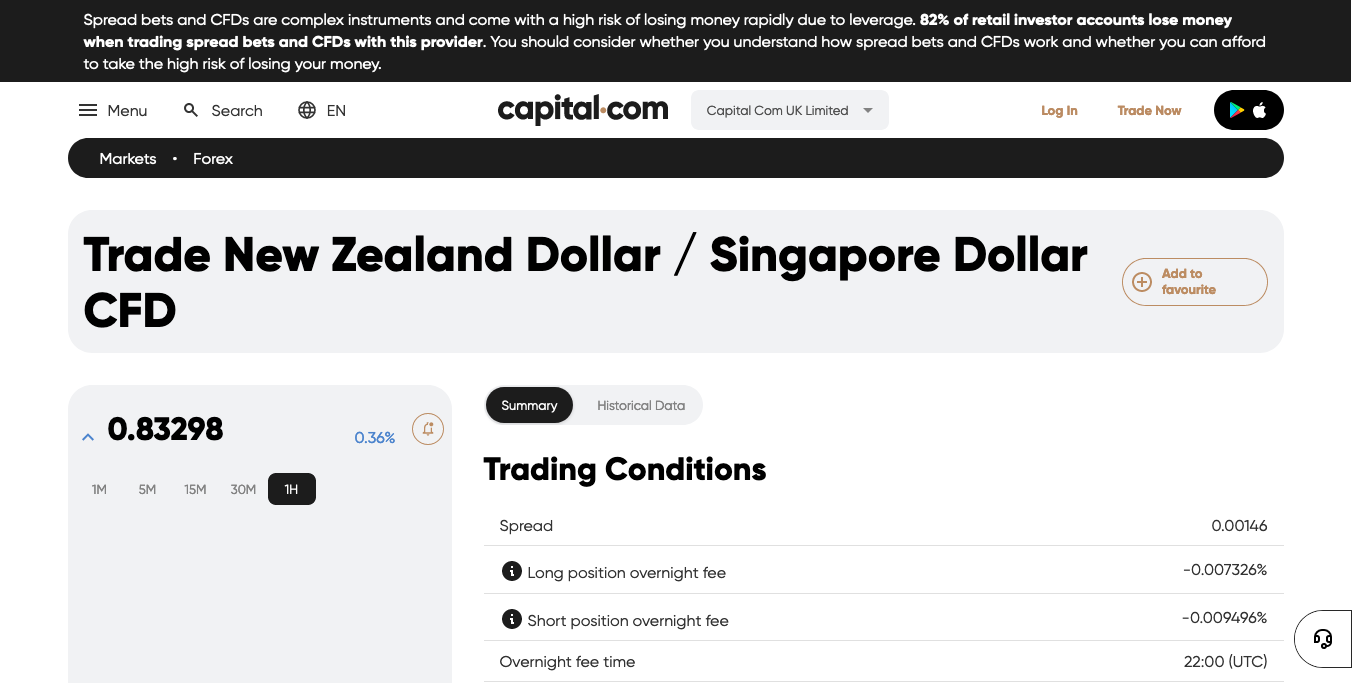 Spread bets and CFDs are complex instruments and come with a high risk of losing money rapidly due to leverage. 82% of retail investor accounts lose money
when trading spread bets and CFDs with this provider. You should consider whether you understand how spread bets and CFDs work and whether you can afford
to take the high risk of losing your money.
Menu Search EN capital.com Capital Com UK Limited Log In Trade Now
Markets • Forex
Trade New Zealand Dollar / Singapore Dollar
CFD
Add to
favourite
0.83298 0.36%
1M 5M 15M 30M 1H
Summary Historical Data
Trading Conditions
Spread 0.00146
Long position overnight fee -0.007326%
Short position overnight fee -0.009496%
Overnight fee time 22:00 (UTC)